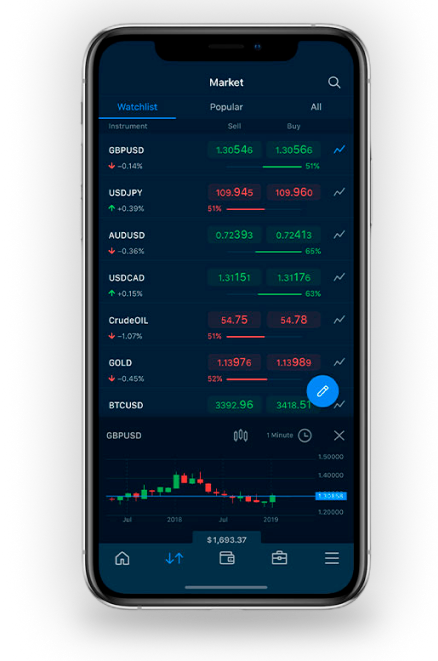 Market
Watchlist Popular All
Instrument Sell Buy
GBPUSD 1.30546 1.30566
-0.14% 51%
USDJPY 109.945 109.960
+0.39% 51%
AUDUSD 0.72393 0.72413
-0.36% 65%
USDCAD 1.31151 1.31176
+0.15% 63%
CrudeOIL 54.75 54.78
-1.07% 51%
GOLD 1.13976 1.13989
-0.45% 52%
BTCUSD 3392.96 3418.51
GBPUSD 1 Minute
1.50000
1.40000
1.20000
Jul 2016 Jul 2019
$1,693.37